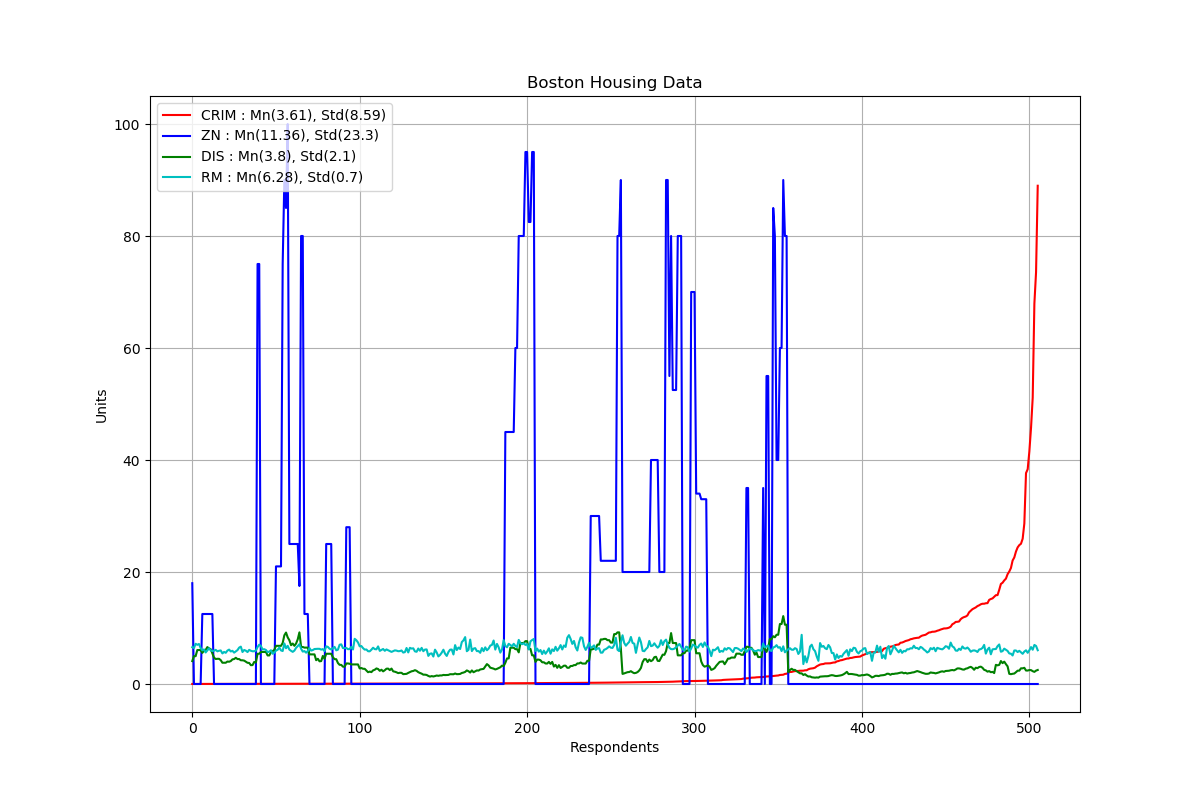 Boston Housing Data
CRIM : Mn(3.61), Std(8.59)
ZN : Mn(11.36), Std(23.3)
DIS : Mn(3.8), Std(2.1)
RM : Mn(6.28), Std(0.7)
100
80
60
40
20
0
Units
0 100 200 300 400 500
Respondents